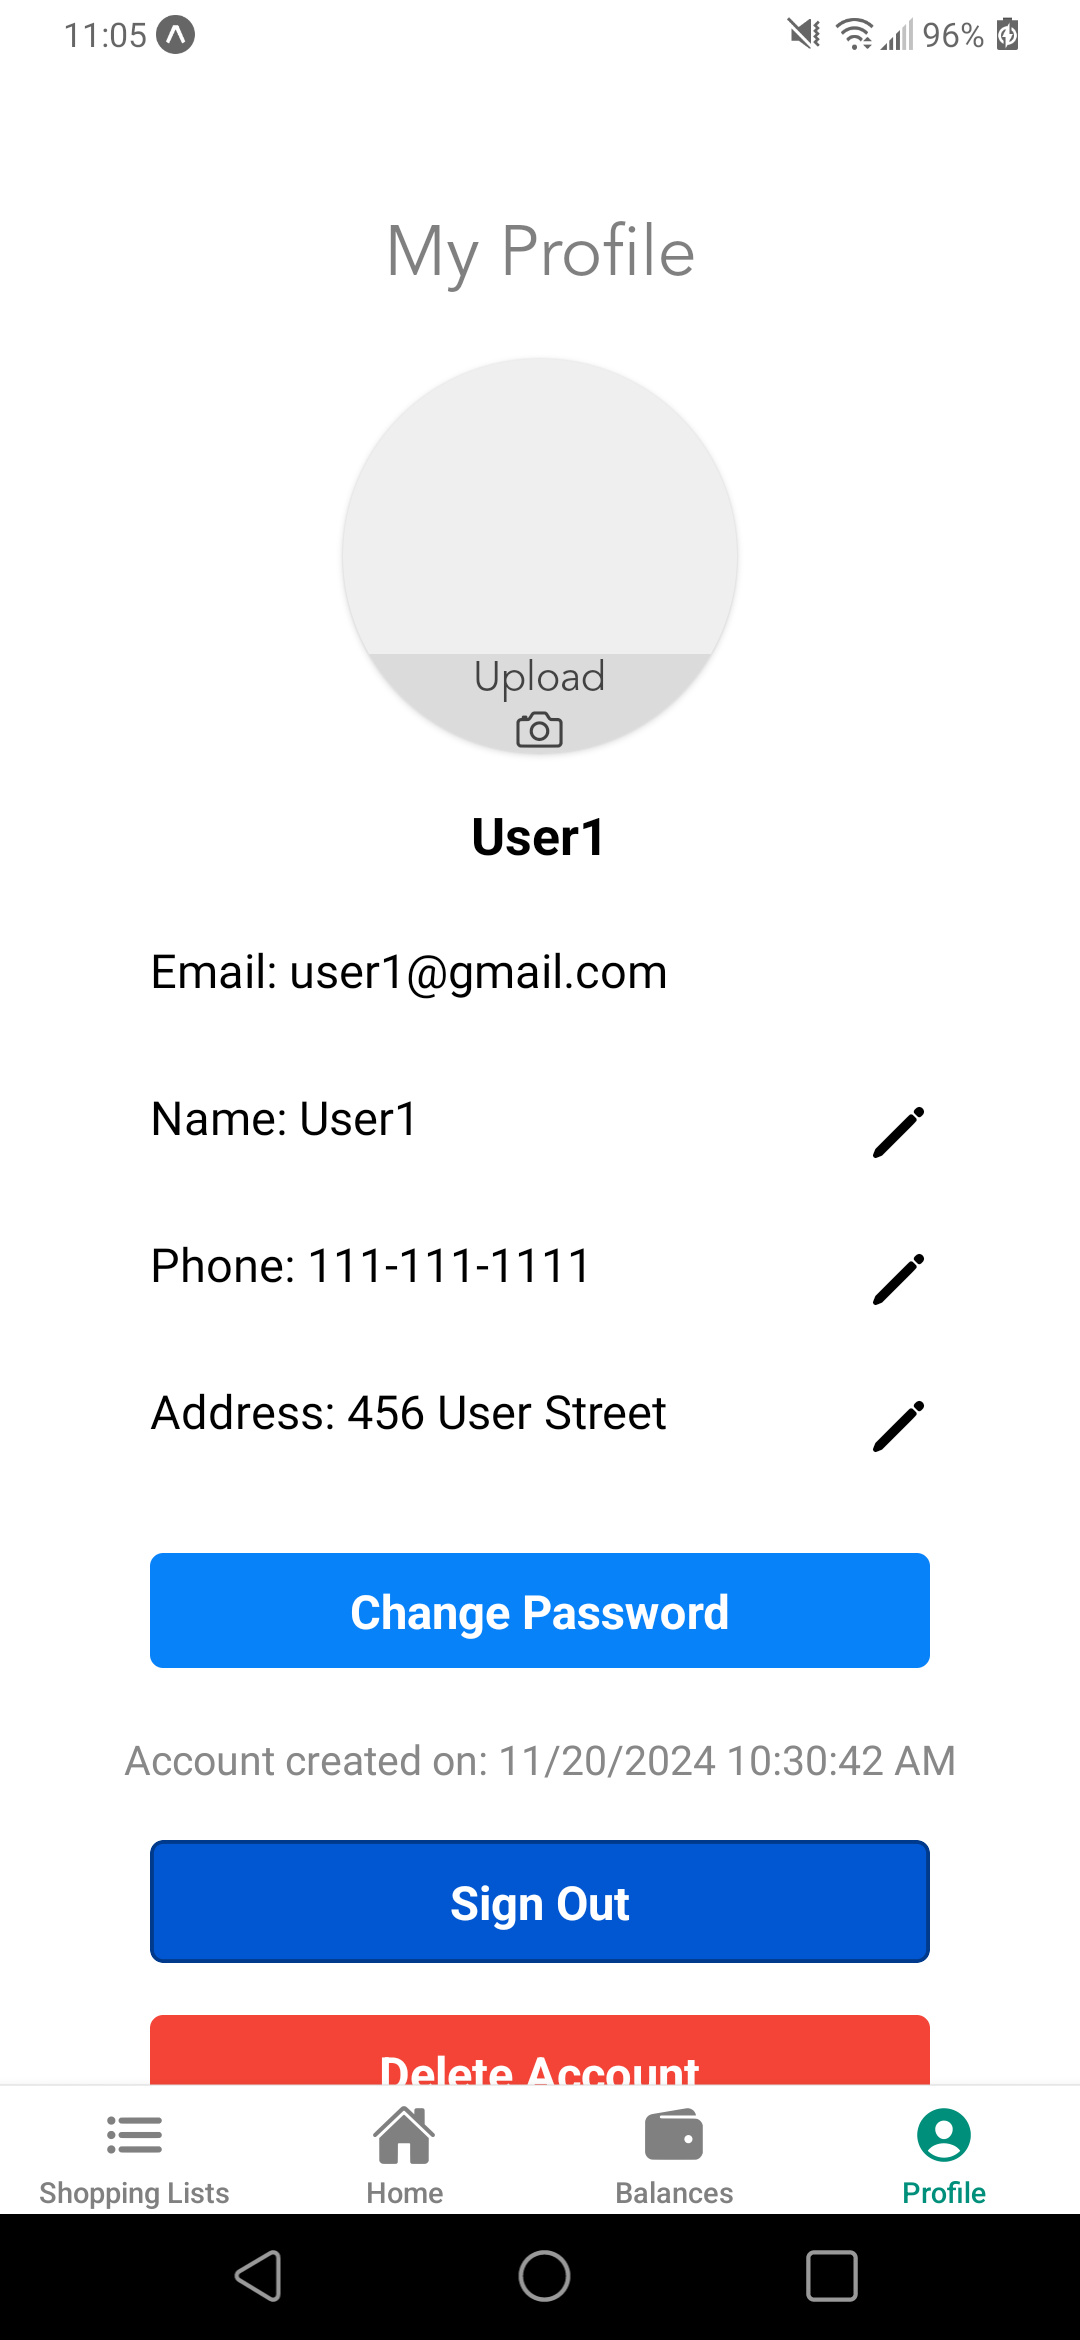 11:05 96%
My Profile
Upload
User1
Email: user1@gmail.com
Name: User1
Phone: 111-111-1111
Address: 456 User Street
Change Password
Account created on: 11/20/2024 10:30:42 AM
Sign Out
Delete Account
Shopping Lists Home Balances Profile